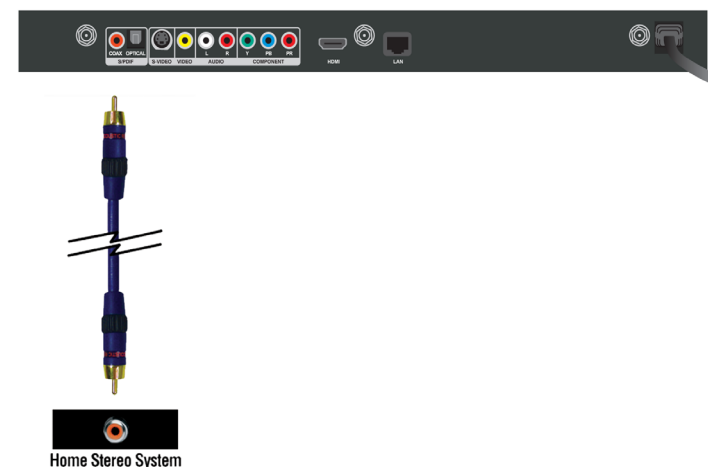 COAX OPTICAL
S/PDIF
S-VIDEO
VIDEO
L
R
AUDIO
Y
PB
PR
COMPONENT
HDMI
LAN
Home Stereo System